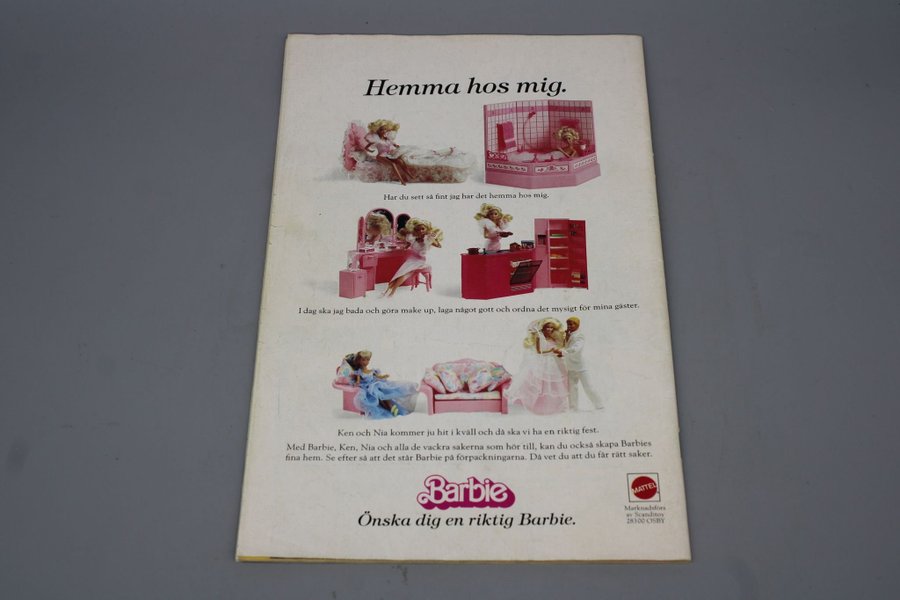 Hemma hos mig.
Har du sett så fint jag har det hemma hos mig.
I dag ska jag bada och göra make up, laga något gott och ordna det mysigt för mina gäster.
Ken och Nia kommer ju hit i kväll och då ska vi ha en riktig fest.
Med Barbie, Ken, Nia och alla de vackra sakerna som hör till, kan du också skapa Barbies
fina hem. Se efter så att det står Barbie på förpackningarna. Då vet du att du får rätt saker.
Barbie
Önska dig en riktig Barbie.
MATTEL
Marknadsförs
av Scanditoy
283 00 OSBY